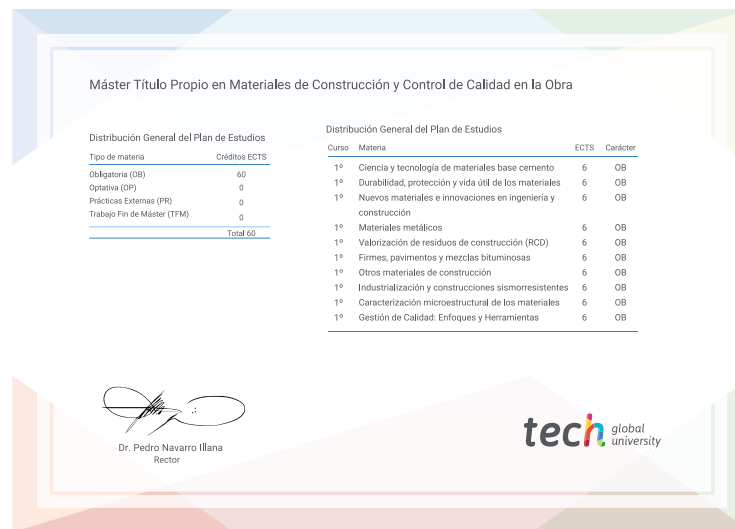 Máster Título Propio en Materiales de Construcción y Control de Calidad en la Obra
Distribución General del Plan de Estudios
Tipo de materia Créditos ECTS
Obligatoria (OB) 60
Optativa (OP) 0
Prácticas Externas (PR) 0
Trabajo Fin de Máster (TFM) 0
Total 60
Distribución General del Plan de Estudios
Curso Materia ECTS Carácter
1º Ciencia y tecnología de materiales base cemento 6 OB
1º Durabilidad, protección y vida útil de los materiales 6 OB
1º Nuevos materiales e innovaciones en ingeniería y 6 OB
construcción
1º Materiales metálicos 6 OB
1º Valorización de residuos de construcción (RCD) 6 OB
1º Firmes, pavimentos y mezclas bituminosas 6 OB
1º Otros materiales de construcción 6 OB
1º Industrialización y construcciones sismorresistentes 6 OB
1º Caracterización microestructural de los materiales 6 OB
1º Gestión de Calidad: Enfoques y Herramientas 6 OB
Dr. Pedro Navarro Illana
Rector
tech global
university